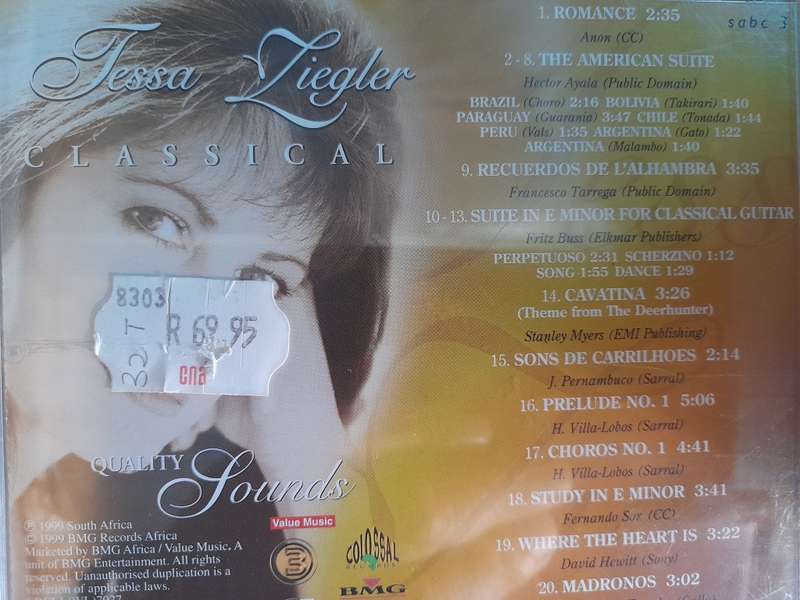 Tessa Ziegler
CLASSICAL
8303
32IT
R 69.95
cna
QUALITY Sounds
℗ 1999 South Africa
© 1999 BMG Records Africa
Marketed by BMG Africa / Value Music. A
unit of BMG Entertainment. All rights
reserved. Unauthorised duplication is a
violation of applicable laws.
Value Music
COLOSSAL
RECORDS
BMG
sabc 3
1. ROMANCE 2:35
Anon (CC)
2 - 8. THE AMERICAN SUITE
Hector Ayala (Public Domain)
BRAZIL (Choro) 2:16 BOLIVIA (Takirari) 1:40
PARAGUAY (Guarania) 3:47 CHILE (Tonada) 1:44
PERU (Vals) 1:35 ARGENTINA (Gato) 1:22
ARGENTINA (Malambo) 1:40
9. RECUERDOS DE L'ALHAMBRA 3:35
Francesco Tarrega (Public Domain)
10 - 13. SUITE IN E MINOR FOR CLASSICAL GUITAR
Fritz Buss (Elkmar Publishers)
PERPETUOSO 2:31 SCHERZINO 1:12
SONG 1:55 DANCE 1:29
14. CAVATINA 3:26
(Theme from The Deerhunter)
Stanley Myers (EMI Publishing)
15. SONS DE CARRILHOES 2:14
J. Pernambuco (Sarral)
16. PRELUDE NO. 1 5:06
H. Villa-Lobos (Sarral)
17. CHOROS NO. 1 4:41
H. Villa-Lobos (Sarral)
18. STUDY IN E MINOR 3:41
Fernando Sor (CC)
19. WHERE THE HEART IS 3:22
David Hewitt (Sony)
20. MADRONOS 3:02